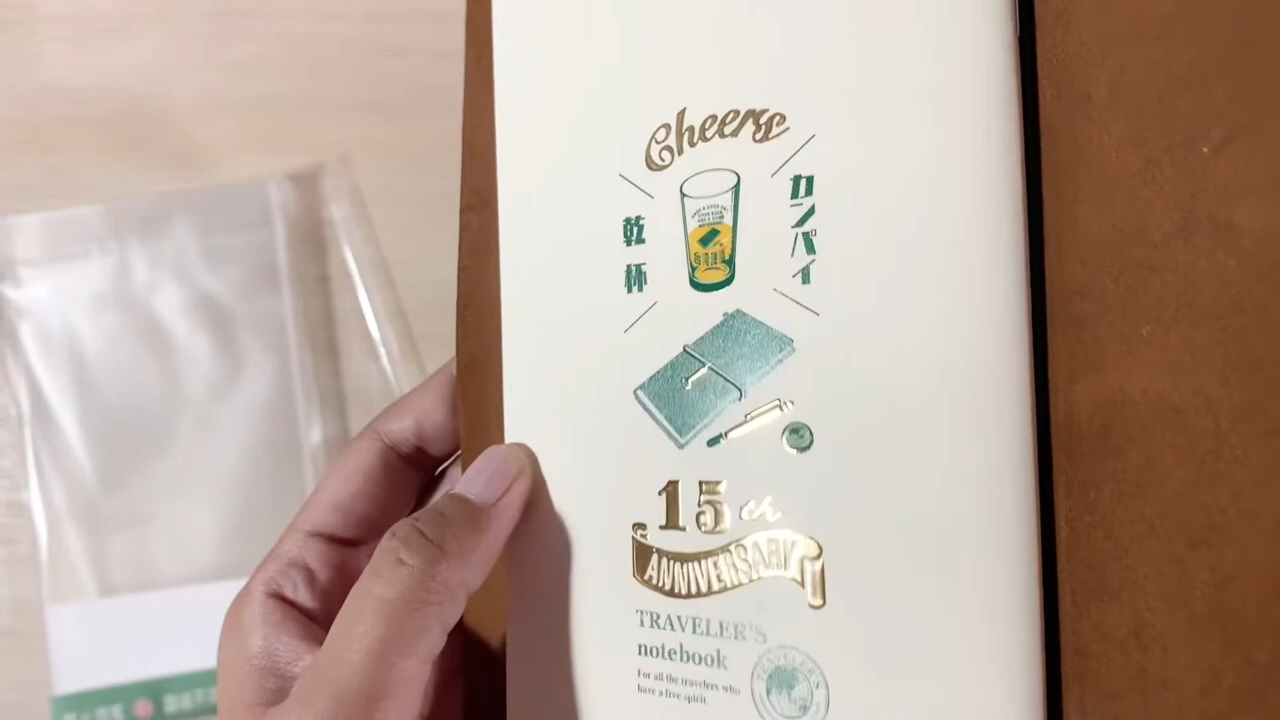 Cheers
乾杯
カンパイ
15th
ANNIVERSARY
TRAVELER'S
notebook
For all the travelers who
have a free spirit.
TRAVELER'S